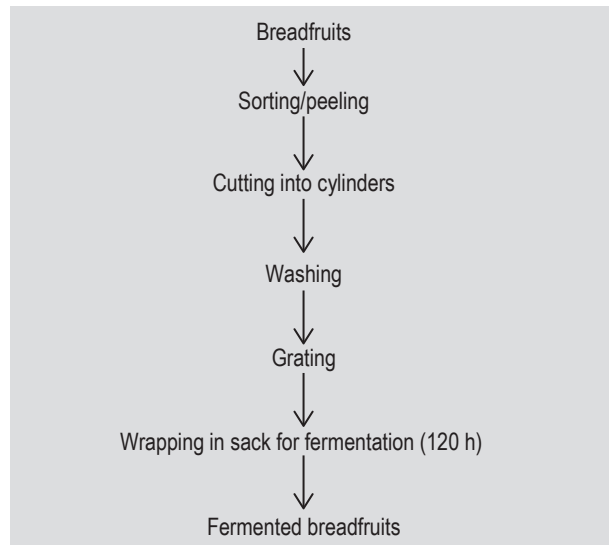 Breadfruits
Sorting/peeling
Cutting into cylinders
Washing
Grating
Wrapping in sack for fermentation (120 h)
Fermented breadfruits